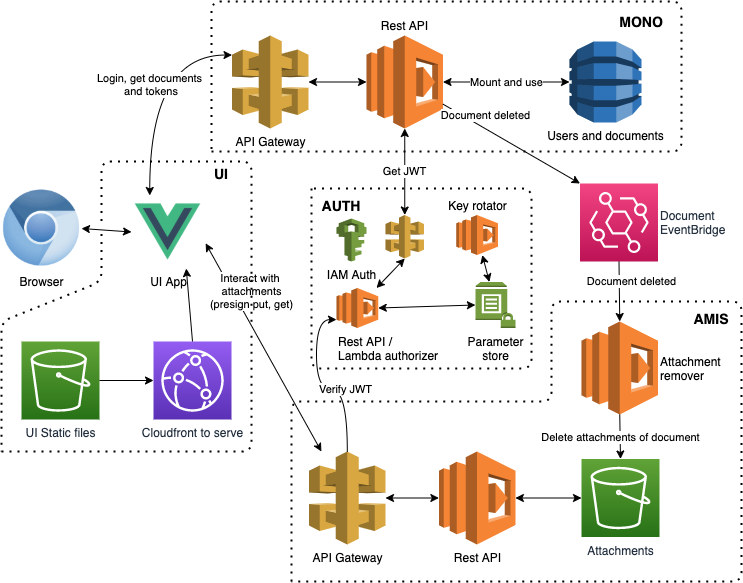 Rest API
MONO
Login, get documents
and tokens
Mount and use
API Gateway
Document deleted
Users and documents
Get JWT
UI
AUTH
Key rotator
Document
EventBridge
IAM Auth
Browser
UI App
Interact with
attachments
(presign-put, get)
Document deleted
AMIS
Rest API /
Lambda authorizer
Parameter
store
Attachment
remover
Verify JWT
UI Static files
Cloudfront to serve
Delete attachments of document
API Gateway
Rest API
Attachments